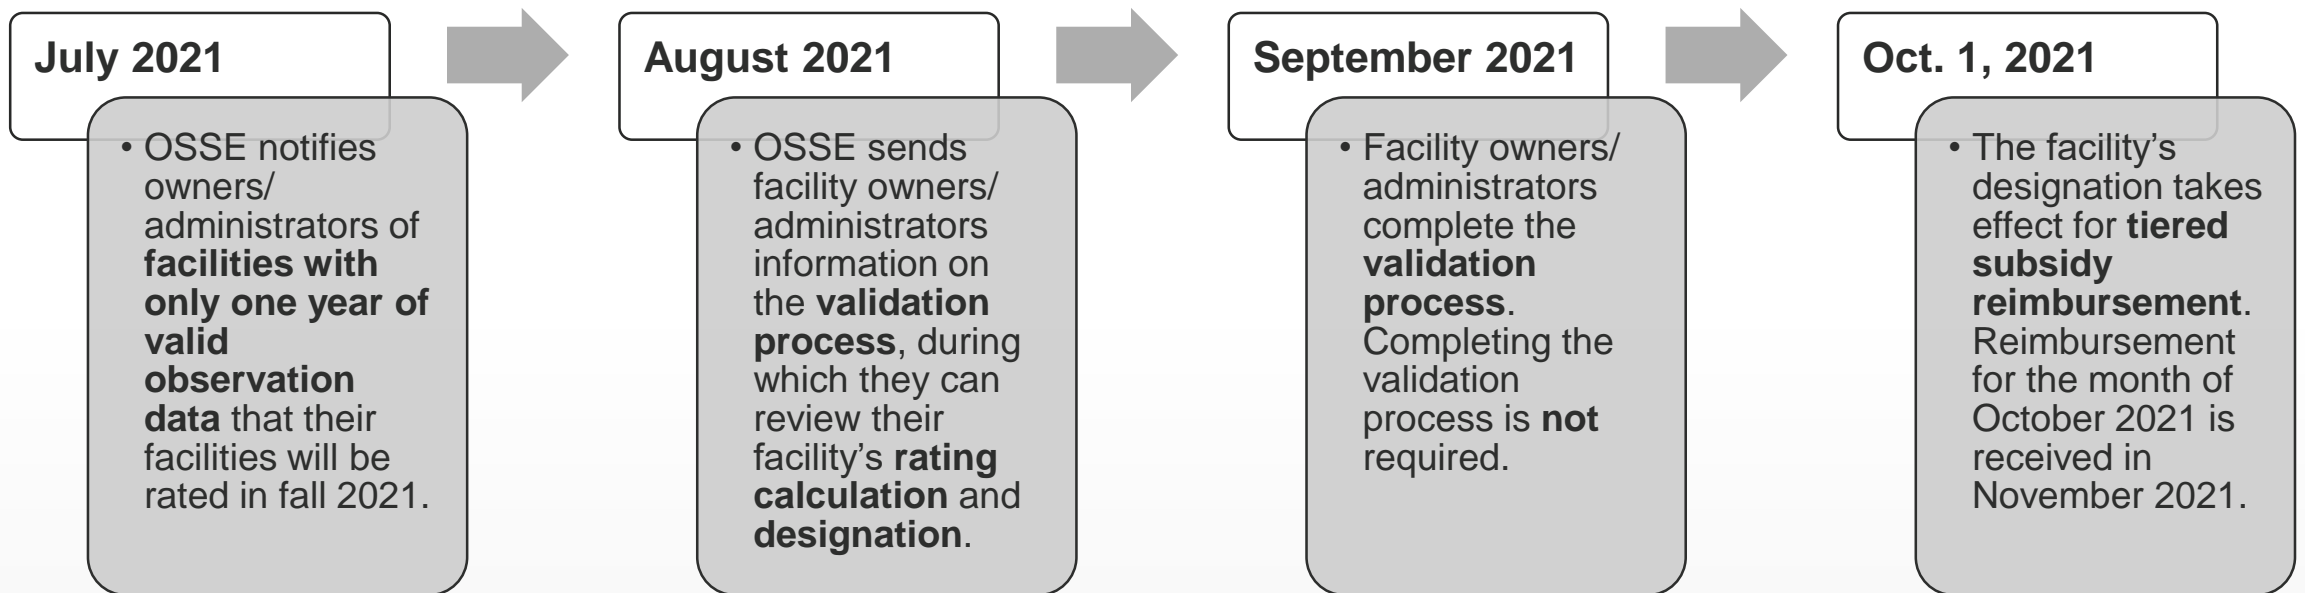 July 2021
• OSSE notifies
owners/
administrators of
facilities with
only one year of
valid
observation
data that their
facilities will be
rated in fall 2021.
August 2021
• OSSE sends
facility owners/
administrators
information on
the validation
process, during
which they can
review their
facility’s rating
calculation and
designation.
September 2021
• Facility owners/
administrators
complete the
validation
process.
Completing the
validation
process is not
required.
Oct. 1, 2021
• The facility’s
designation takes
effect for tiered
subsidy
reimbursement.
Reimbursement
for the month of
October 2021 is
received in
November 2021.